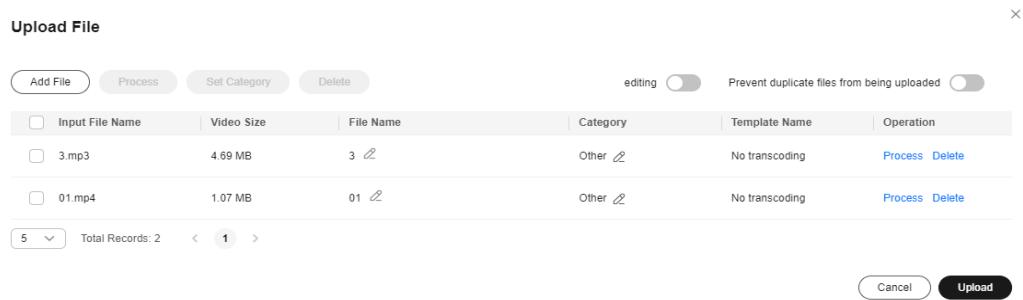 Upload File
Add File Process Set Category Delete editing Prevent duplicate files from being uploaded
Input File Name Video Size File Name Category Template Name Operation
3.mp3 4.69 MB 3 Other No transcoding Process Delete
01.mp4 1.07 MB 01 Other No transcoding Process Delete
5 Total Records: 2 1
Cancel Upload